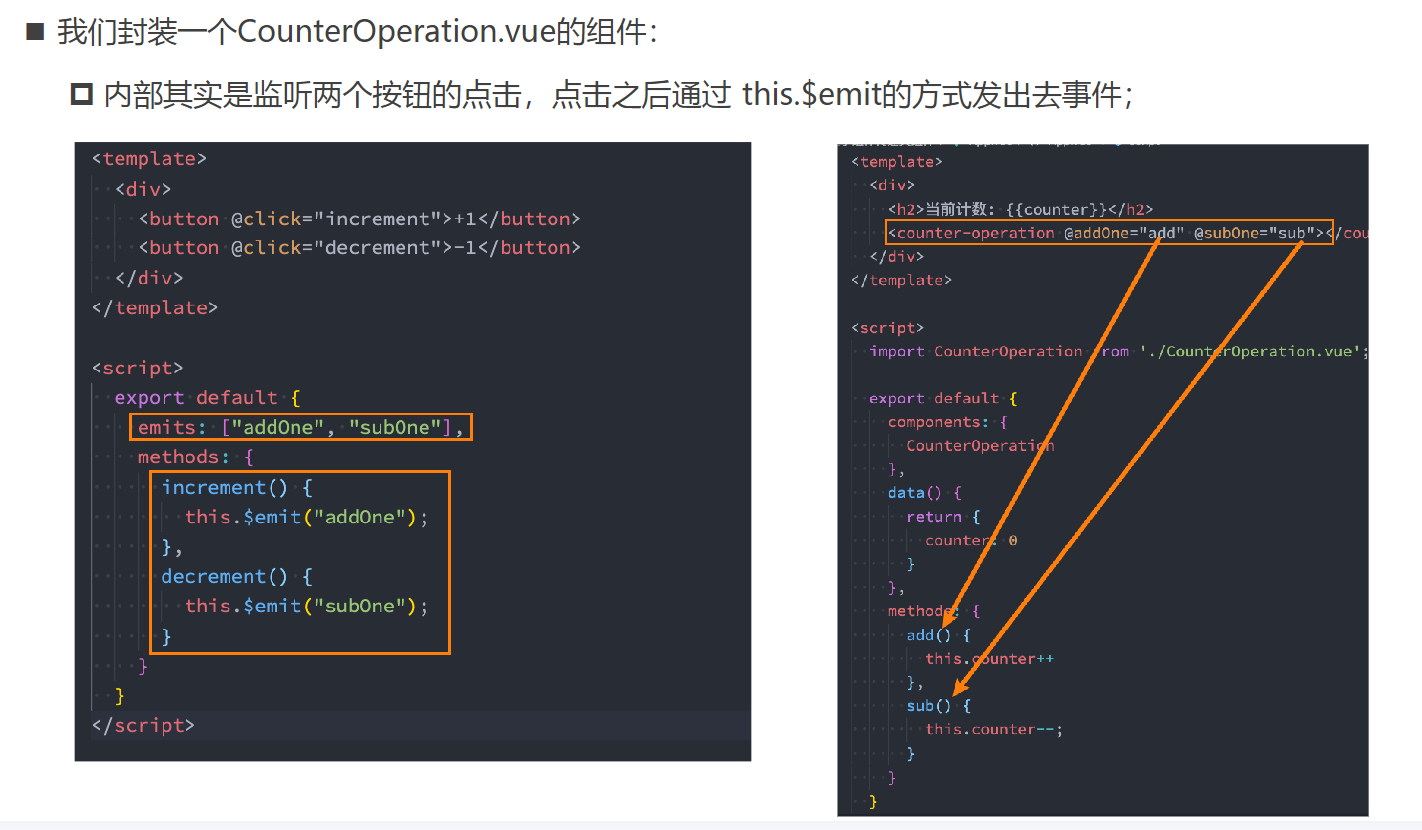 我们封装一个CounterOperation.vue的组件：
内部其实是监听两个按钮的点击，点击之后通过 this.$emit的方式发出去事件；
<template>
<div>
<button @click="increment">+1</button>
<button @click="decrement">-1</button>
</div>
</template>
<script>
export default {
emits: ["addOne", "subOne"],
methods: {
increment() {
this.$emit("addOne");
},
decrement() {
this.$emit("subOne");
}
}
}
</script>
<template>
<div>
<h2>当前计数: {{counter}}</h2>
<counter-operation @addOne="add" @subOne="sub"></cou
</div>
</template>
<script>
import CounterOperation from './CounterOperation.vue';
export default {
components: {
CounterOperation
},
data() {
return {
counter: 0
}
},
methods: {
add() {
this.counter++
},
sub() {
this.counter--;
}
}
}